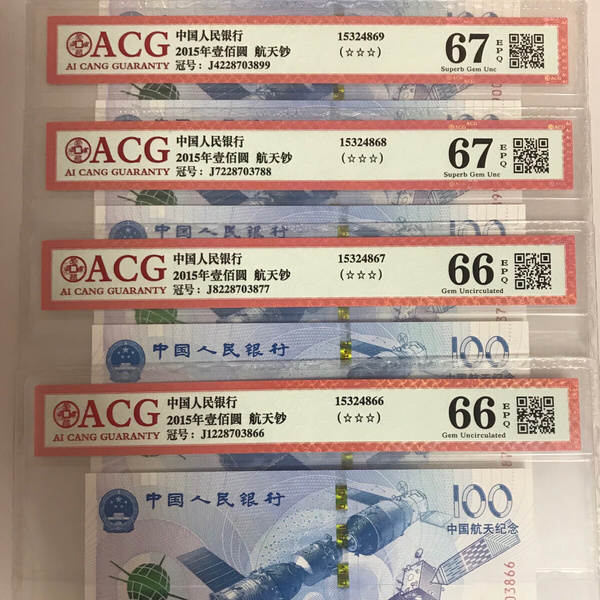 ACG
AI CANG GUARANTY
中国人民银行
2015年壹佰圆 航天钞
冠号：J4228703899
15324869
(☆☆☆)
67
EPQ
Superb Gem Unc
ACG
AI CANG GUARANTY
中国人民银行
2015年壹佰圆 航天钞
冠号：J7228703788
15324868
(☆☆☆)
67
EPQ
Superb Gem Unc
100
ACG
AI CANG GUARANTY
中国人民银行
2015年壹佰圆 航天钞
冠号：J8228703877
15324867
(☆☆☆)
66
EPQ
Gem Uncirculated
中国人民银行
100
ACG
AI CANG GUARANTY
中国人民银行
2015年壹佰圆 航天钞
冠号：J1228703866
15324866
(☆☆☆)
66
EPQ
Gem Uncirculated
中国人民银行
100
中国航天纪念
03866